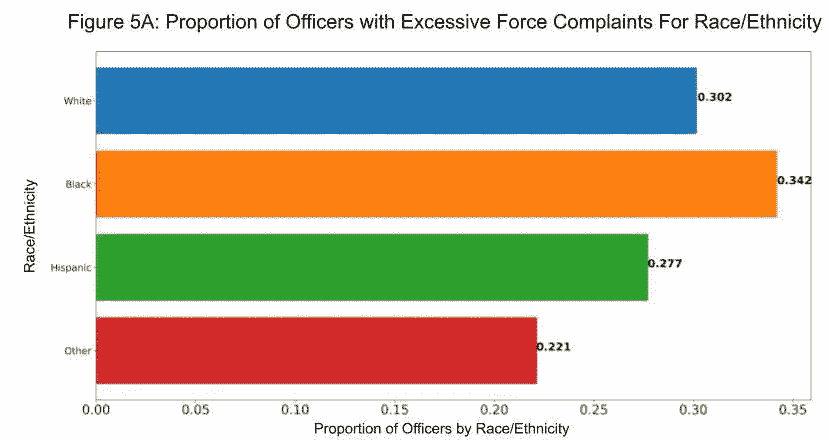 Figure 5A: Proportion of Officers with Excessive Force Complaints For Race/Ethnicity
Race/Ethnicity
White
0.302
Black
0.342
Hispanic
0.277
Other
0.221
0.00 0.05 0.10 0.15 0.20 0.25 0.30 0.35
Proportion of Officers by Race/Ethnicity